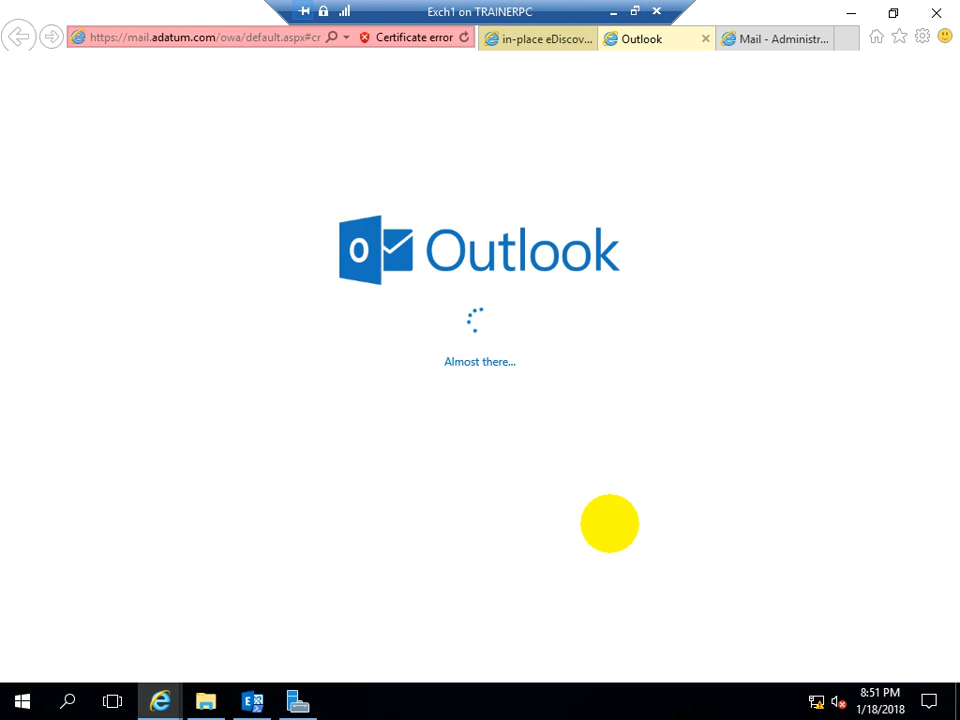 Exch1 on TRAINERPC
https://mail.adatum.com/owa/default.aspx#cr
Certificate error
in-place eDiscov...
Outlook
Mail - Administr...
Outlook
Almost there...
8:51 PM
1/18/2018